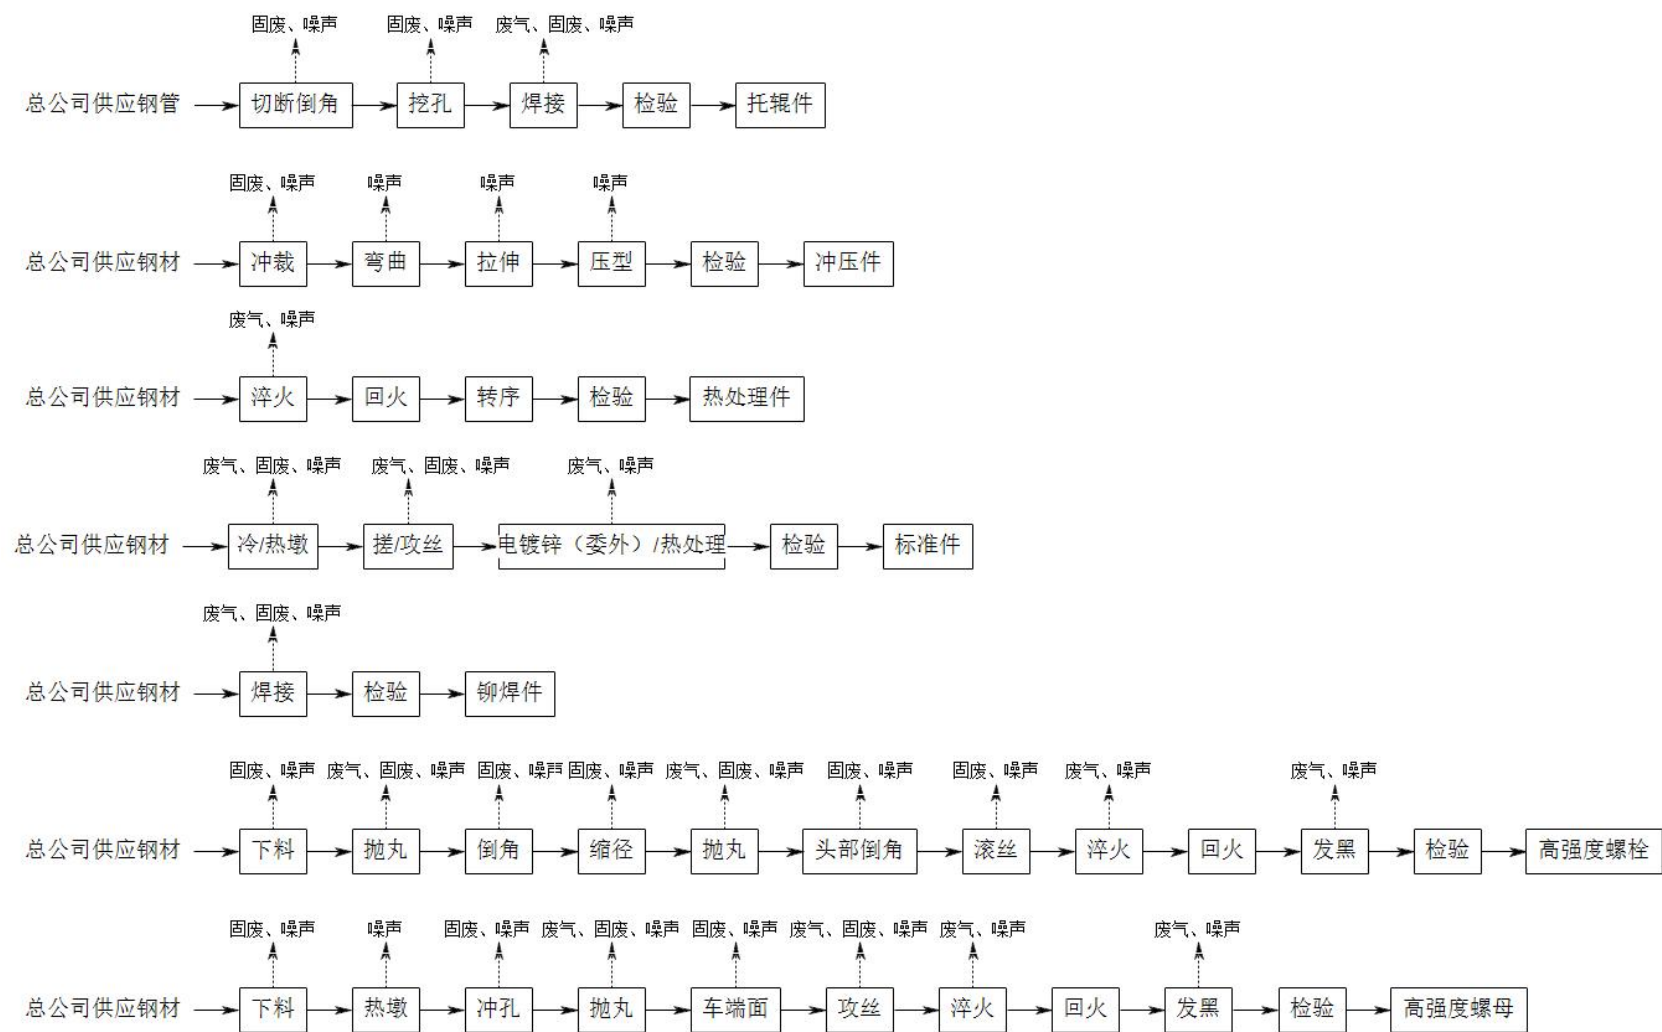 固废、噪声 固废、噪声 废气、固废、噪声
总公司供应钢管 切断倒角 挖孔 焊接 检验 托辊件
固废、噪声 噪声 噪声 噪声
总公司供应钢材 冲裁 弯曲 拉伸 压型 检验 冲压件
废气、噪声
总公司供应钢材 淬火 回火 转序 检验 热处理件
废气、固废、噪声 废气、固废、噪声 废气、噪声
总公司供应钢材 冷/热墩 搓/攻丝 电镀锌（委外）/热处理 检验 标准件
废气、固废、噪声
总公司供应钢材 焊接 检验 铆焊件
固废、噪声 废气、固废、噪声 固废、噪声 固废、噪声 废气、固废、噪声 固废、噪声 固废、噪声 废气、噪声 废气、噪声
总公司供应钢材 下料 抛丸 倒角 缩径 抛丸 头部倒角 滚丝 淬火 回火 发黑 检验 高强度螺栓
固废、噪声 噪声 固废、噪声 废气、固废、噪声 固废、噪声 废气、固废、噪声 废气、噪声 废气、噪声
总公司供应钢材 下料 热墩 冲孔 抛丸 车端面 攻丝 淬火 回火 发黑 检验 高强度螺母